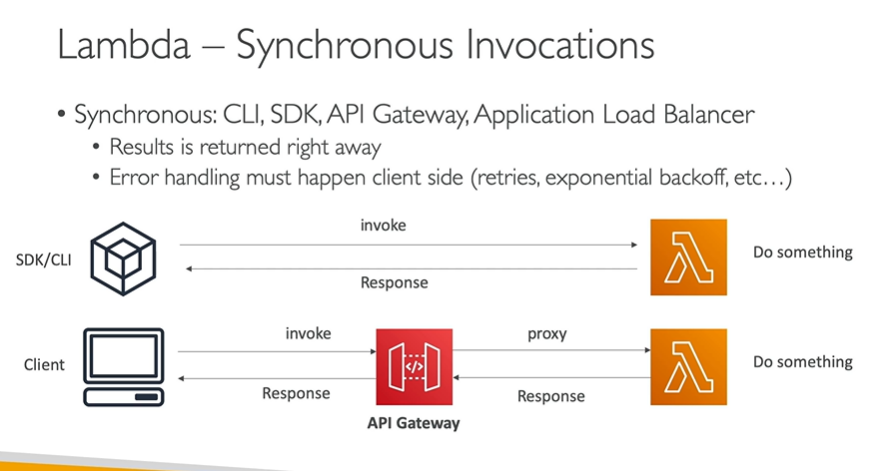 Lambda – Synchronous Invocations
• Synchronous: CLI, SDK, API Gateway, Application Load Balancer
• Results is returned right away
• Error handling must happen client side (retries, exponential backoff, etc…)
SDK/CLI
invoke
Response
Do something
Client
invoke
Response
</>
API Gateway
proxy
Response
Do something